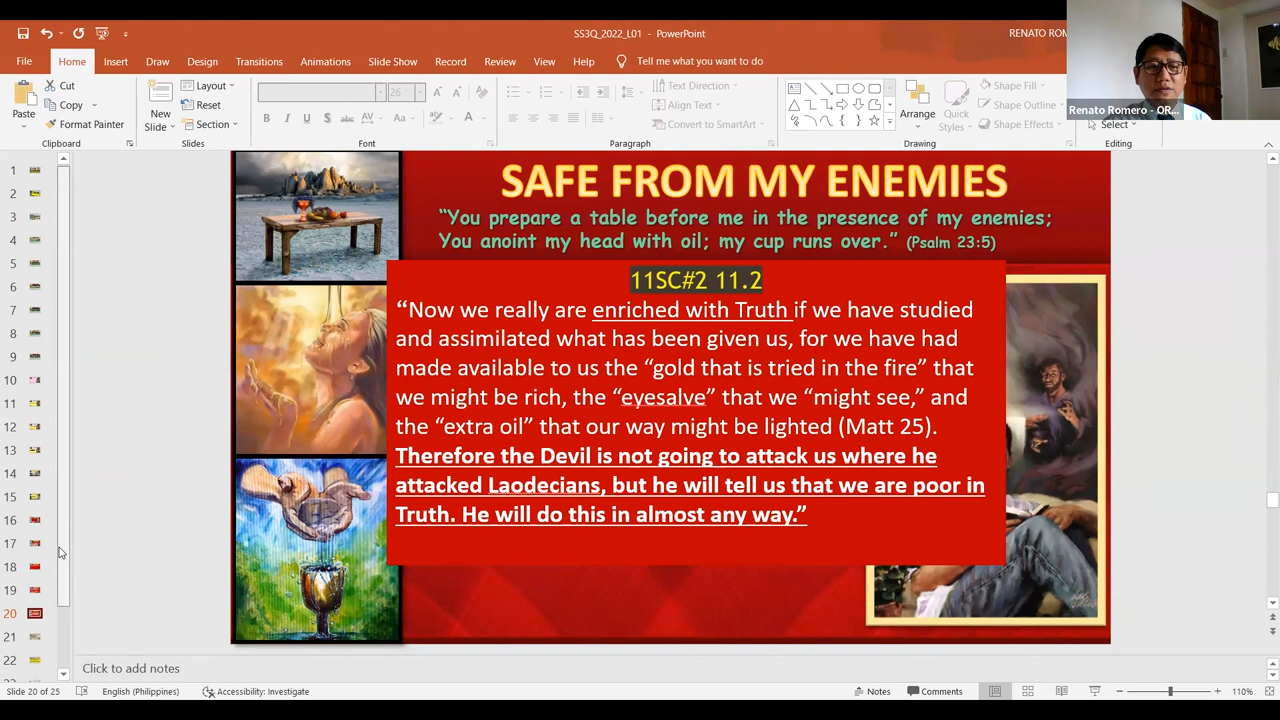 SS3Q_2022_L01 - PowerPoint
RENATO ROM
File Home Insert Draw Design Transitions Animations Slide Show Record Review View Help Tell me what you want to do
Renato Romero - OR...
Paste
Cut
Copy
Format Painter
Clipboard
New Slide
Layout
Reset
Section
Slides
26
B I U S abc AV Aa A
Font
Text Direction
Align Text
Convert to SmartArt
Paragraph
Arrange
Quick Styles
Shape Fill
Shape Outline
Shape Effects
Drawing
Select
Editing
1
2
3
4
5
6
7
8
9
10
11
12
13
14
15
16
17
18
19
20
21
22
SAFE FROM MY ENEMIES
“You prepare a table before me in the presence of my enemies;
You anoint my head with oil; my cup runs over.” (Psalm 23:5)
11SC#2 11.2
“Now we really are enriched with Truth if we have studied
and assimilated what has been given us, for we have had
made available to us the “gold that is tried in the fire” that
we might be rich, the “eyesalve” that we “might see,” and
the “extra oil” that our way might be lighted (Matt 25).
Therefore the Devil is not going to attack us where he
attacked Laodecians, but he will tell us that we are poor in
Truth. He will do this in almost any way.”
Click to add notes
Slide 20 of 25 English (Philippines) Accessibility: Investigate Notes Comments 110%